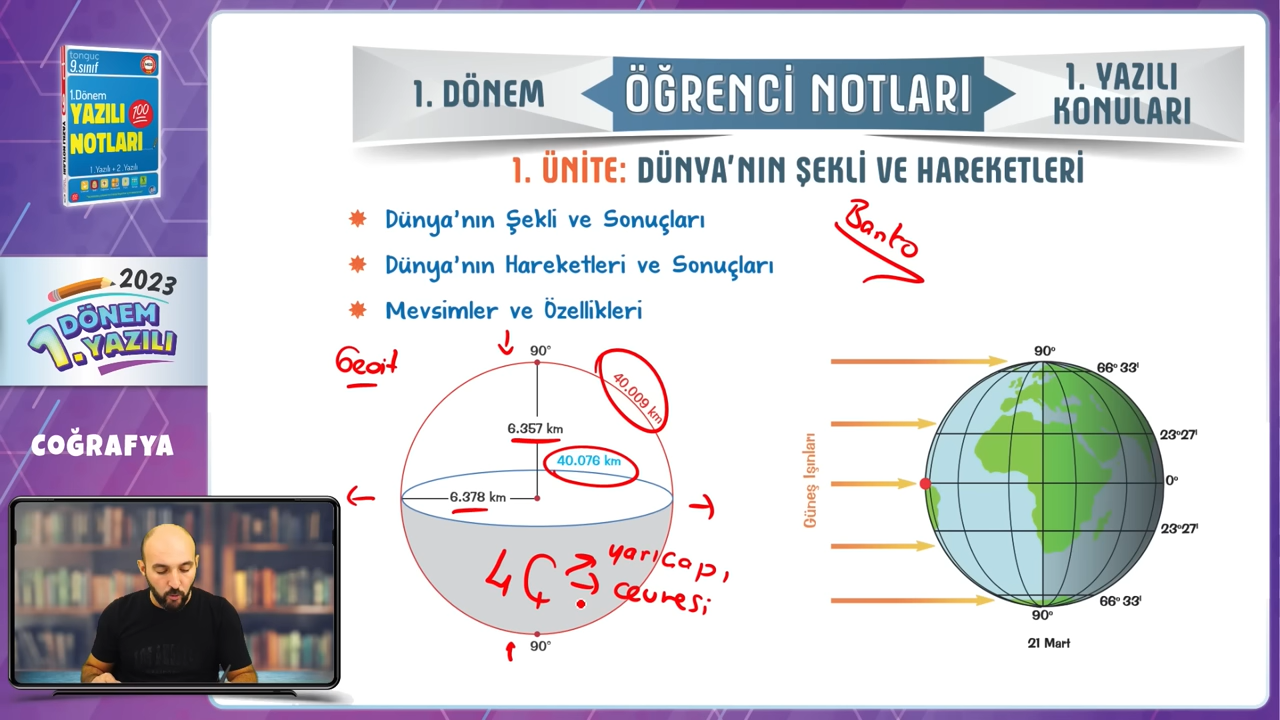 tonguç
9.sınıf
1.Dönem
YAZILI
100
NOTLARI
YAZILI NOTLARI
1.Yazılı + 2. Yazılı
2023
1. DÖNEM
YAZILI
COĞRAFYA
1. DÖNEM
ÖĞRENCİ NOTLARI
1. YAZILI
KONULARI
1. ÜNİTE: DÜNYA'NIN ŞEKLİ VE HAREKETLERİ
Dünya'nın Şekli ve Sonuçları
Dünya'nın Hareketleri ve Sonuçları
Mevsimler ve Özellikleri
Geoit
90°
40.009 km
6.357 km
40.076 km
6.378 km
4Ç
yarıçapı
çevresi
90°
Güneş Işınları
90°
66° 33'
23°27'
0°
23°27'
66° 33'
90°
21 Mart